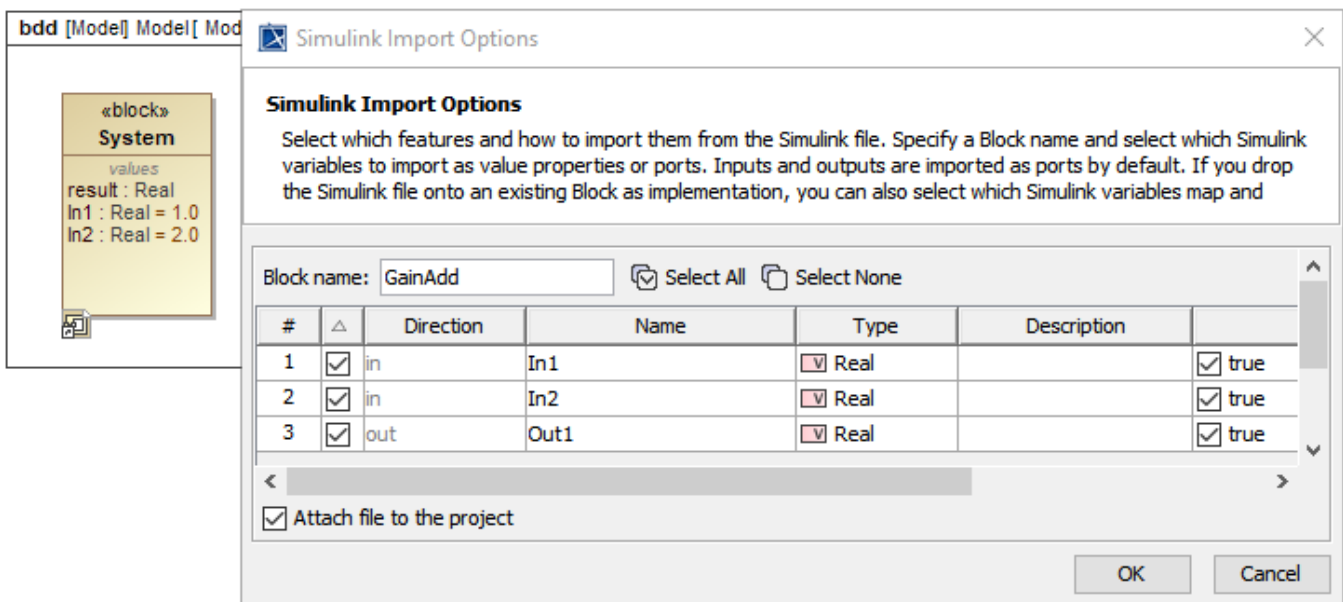 bdd [Model] Model[ Mod
«block»
System
values
result : Real
In1 : Real = 1.0
In2 : Real = 2.0
Simulink Import Options
Simulink Import Options
Select which features and how to import them from the Simulink file. Specify a Block name and select which Simulink
variables to import as value properties or ports. Inputs and outputs are imported as ports by default. If you drop
the Simulink file onto an existing Block as implementation, you can also select which Simulink variables map and
Block name: GainAdd Select All Select None
# Direction Name Type Description
1 in In1 V Real true
2 in In2 V Real true
3 out Out1 V Real true
Attach file to the project
OK Cancel